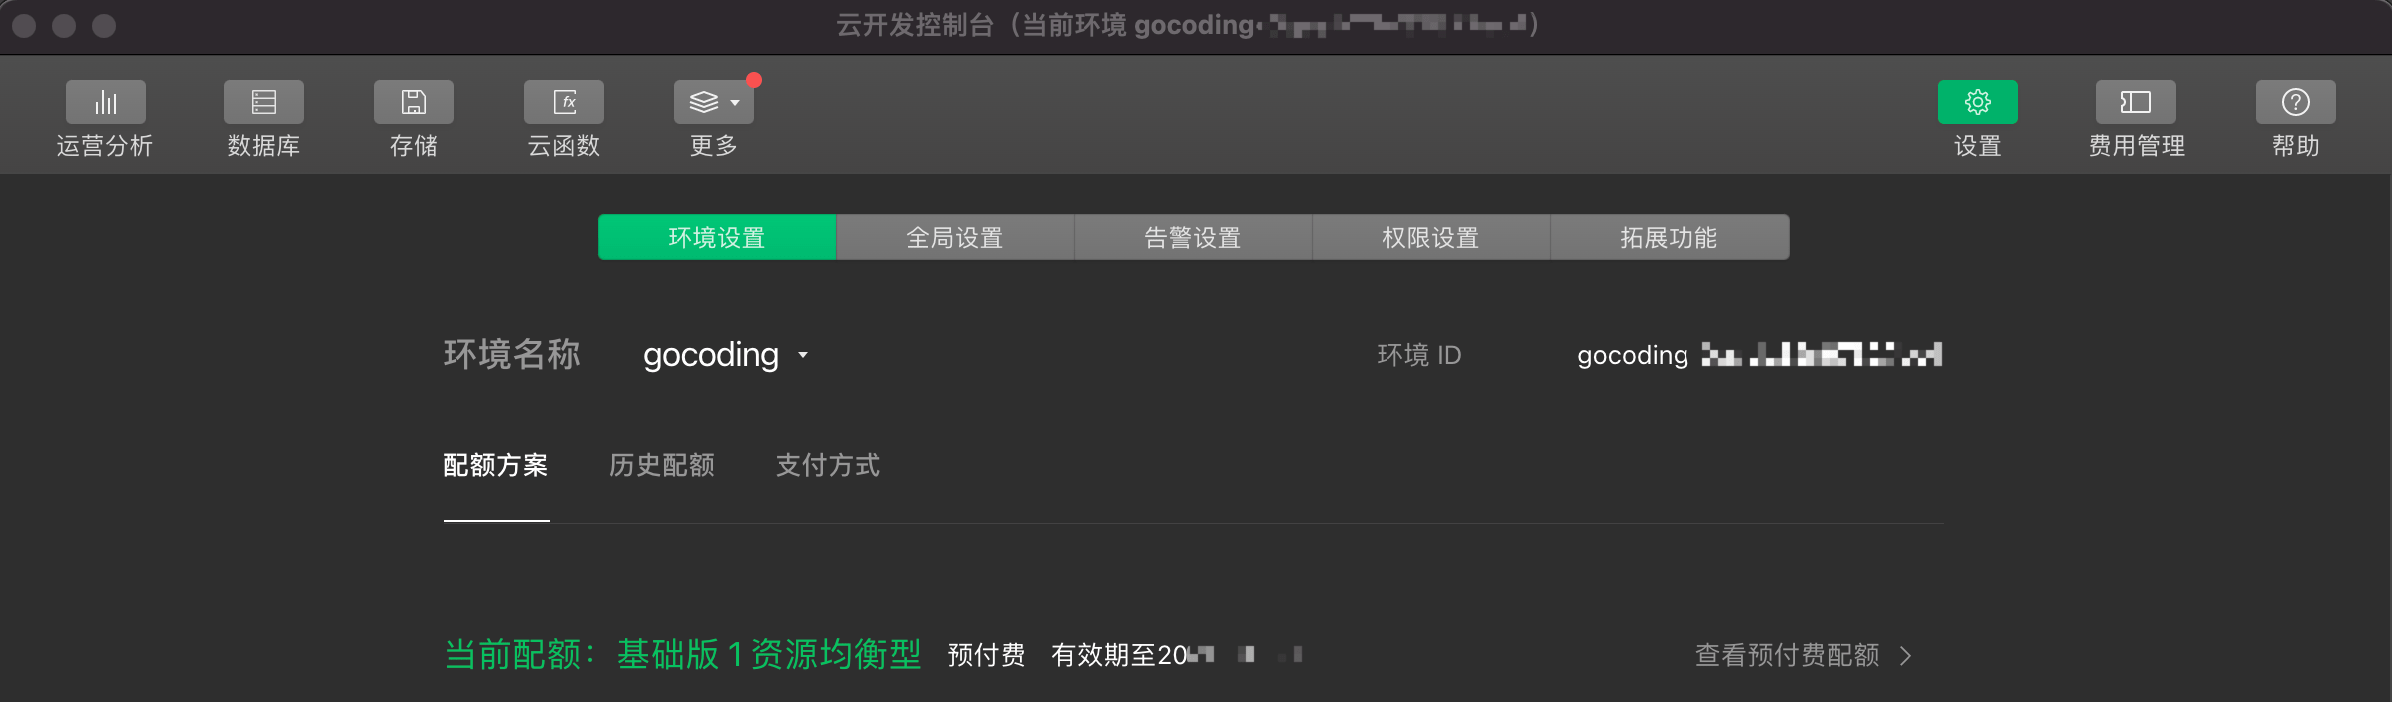 云开发控制台（当前环境 gocoding
运营分析 数据库 存储 云函数 更多 设置 费用管理 帮助
环境设置 全局设置 告警设置 权限设置 拓展功能
环境名称 gocoding 环境 ID gocoding
配额方案 历史配额 支付方式
当前配额：基础版 1 资源均衡型 预付费 有效期至20 查看预付费配额